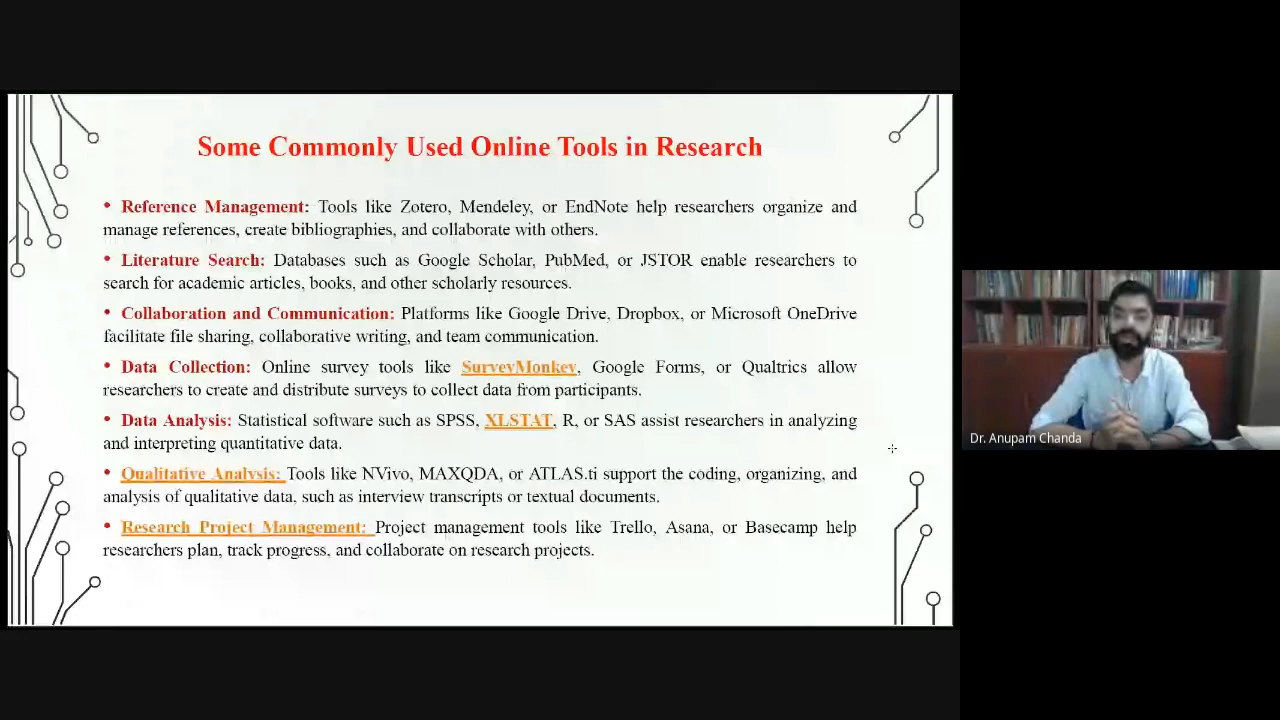 Some Commonly Used Online Tools in Research
• Reference Management: Tools like Zotero, Mendeley, or EndNote help researchers organize and
manage references, create bibliographies, and collaborate with others.
• Literature Search: Databases such as Google Scholar, PubMed, or JSTOR enable researchers to
search for academic articles, books, and other scholarly resources.
• Collaboration and Communication: Platforms like Google Drive, Dropbox, or Microsoft OneDrive
facilitate file sharing, collaborative writing, and team communication.
• Data Collection: Online survey tools like SurveyMonkey, Google Forms, or Qualtrics allow
researchers to create and distribute surveys to collect data from participants.
• Data Analysis: Statistical software such as SPSS, XLSTAT, R, or SAS assist researchers in analyzing
and interpreting quantitative data.
• Qualitative Analysis: Tools like NVivo, MAXQDA, or ATLAS.ti support the coding, organizing, and
analysis of qualitative data, such as interview transcripts or textual documents.
• Research Project Management: Project management tools like Trello, Asana, or Basecamp help
researchers plan, track progress, and collaborate on research projects.
Dr. Anupam Chanda